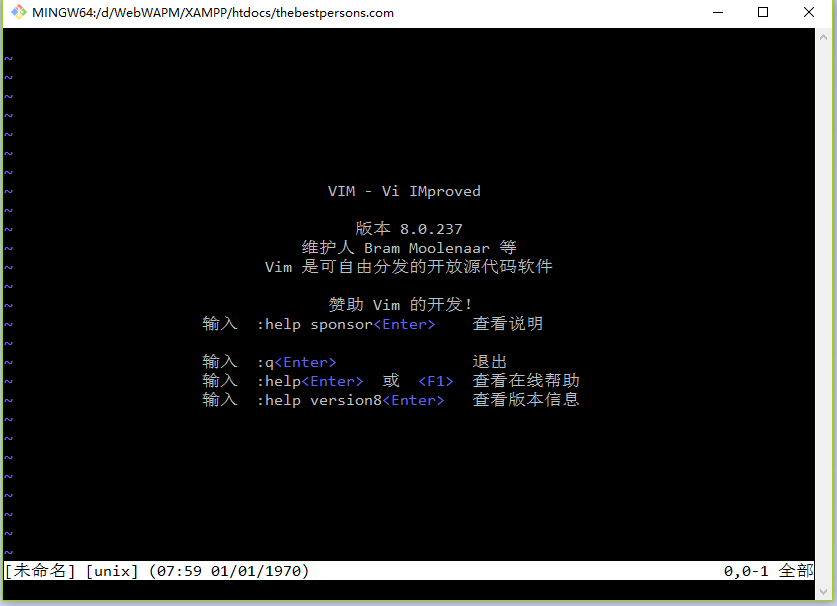 MINGW64:/d/WebWAPM/XAMPP/htdocs/thebestpersons.com
~
~
~
~
~
~
~
~ VIM - Vi IMproved
~
~ 版本 8.0.237
~ 维护人 Bram Moolenaar 等
~ Vim 是可自由分发的开放源代码软件
~
~ 赞助 Vim 的开发!
~ 输入 :help sponsor<Enter> 查看说明
~
~ 输入 :q<Enter> 退出
~ 输入 :help<Enter> 或 <F1> 查看在线帮助
~ 输入 :help version8<Enter> 查看版本信息
~
~
~
~
~
~
~
~
[未命名] [unix] (07:59 01/01/1970) 0,0-1 全部